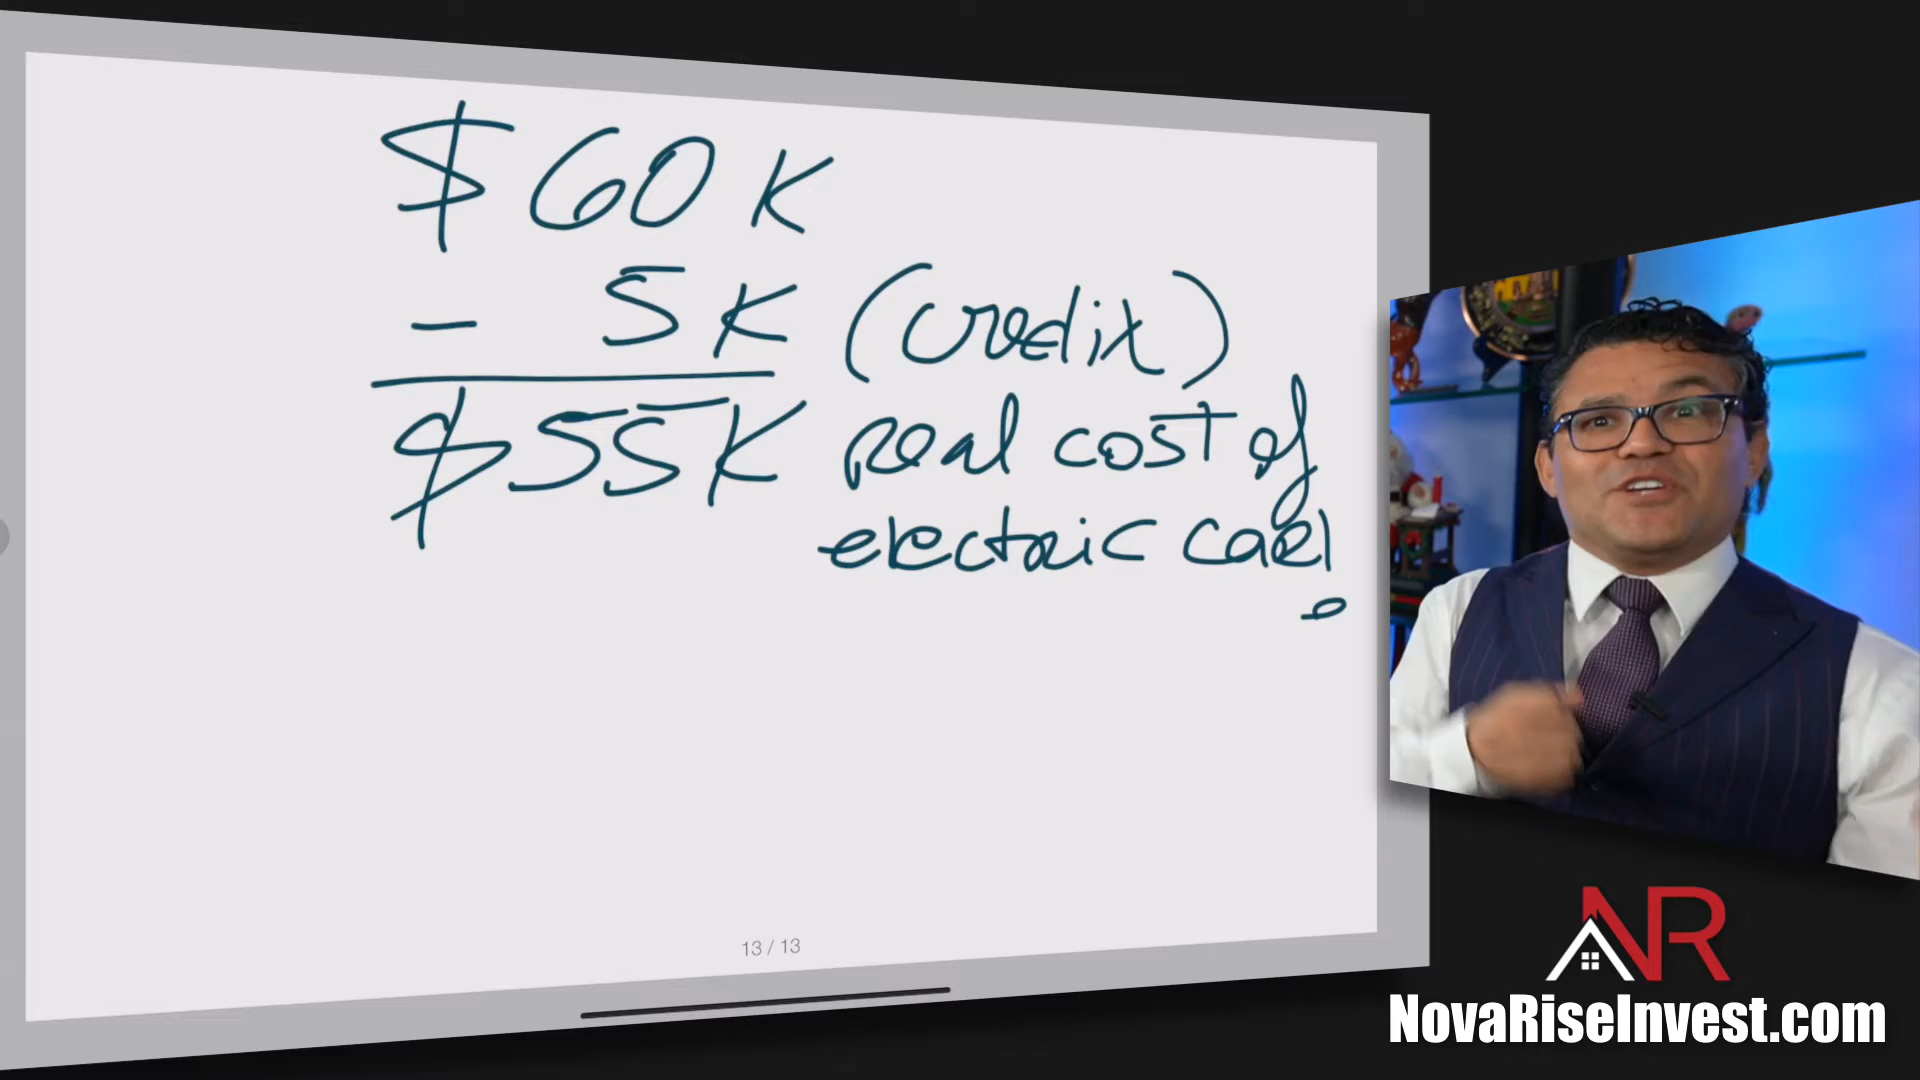 $60K
- 5K (credit)
$55K real cost of
electric car!
13 / 13
NR
NovaRiseInvest.com